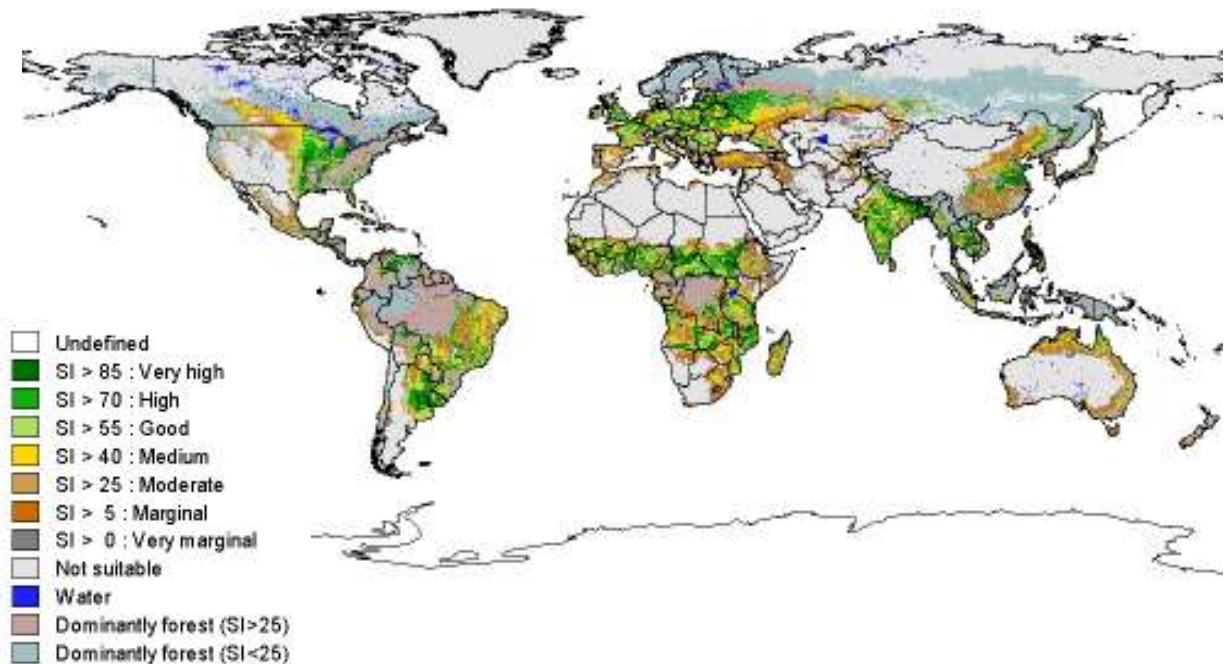 Undefined
SI > 85 : Very high
SI > 70 : High
SI > 55 : Good
SI > 40 : Medium
SI > 25 : Moderate
SI > 5 : Marginal
SI > 0 : Very marginal
Not suitable
Water
Dominantly forest (SI>25)
Dominantly forest (SI<25)